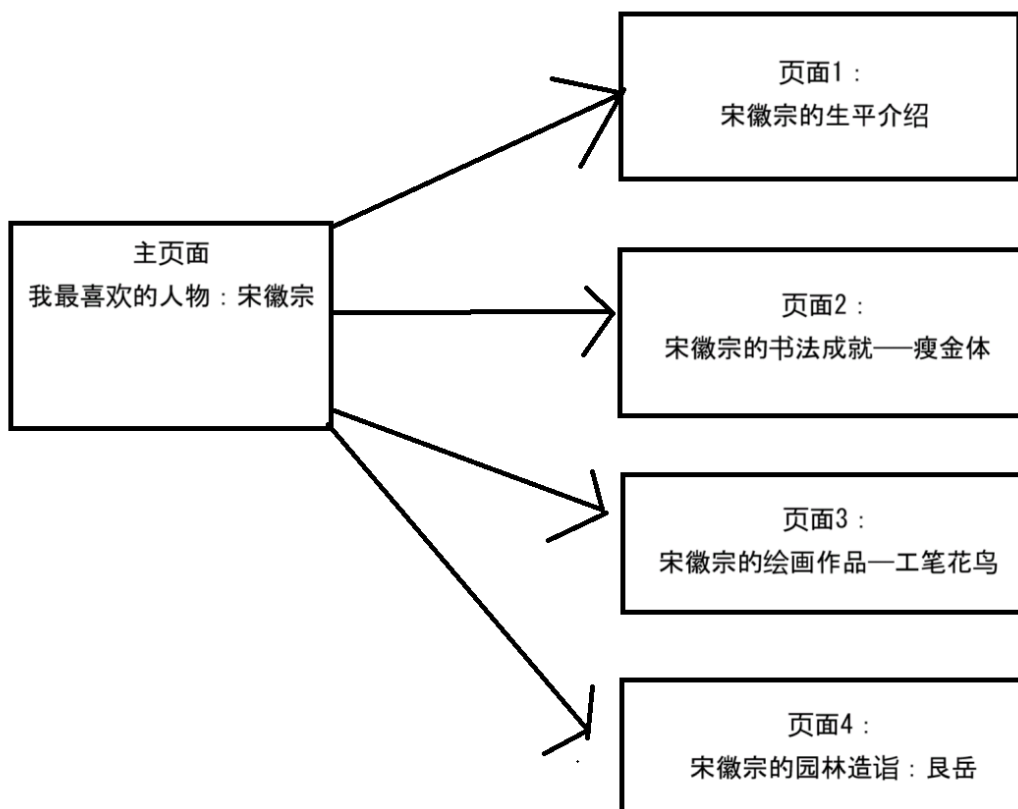 主页面
我最喜欢的人物：宋徽宗
页面1：
宋徽宗的生平介绍
页面2：
宋徽宗的书法成就——瘦金体
页面3：
宋徽宗的绘画作品—工笔花鸟
页面4：
宋徽宗的园林造诣：艮岳